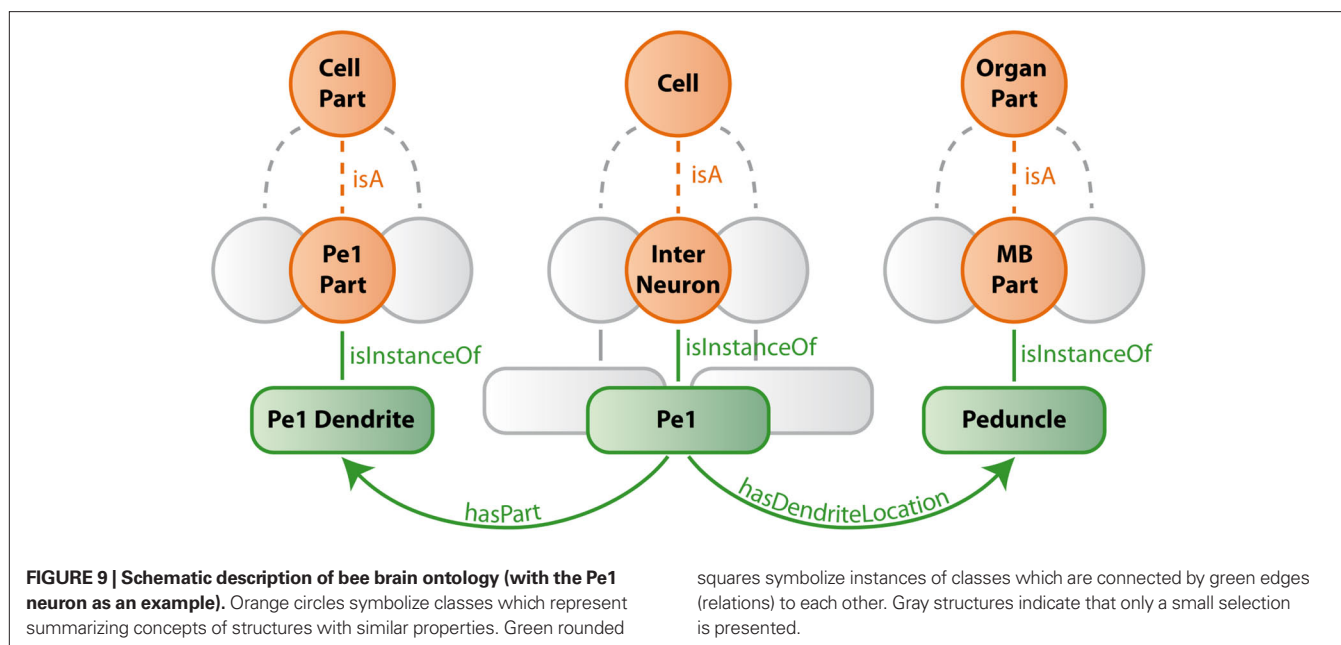 Cell
Part
Cell
Organ
Part
isA
isA
isA
Pe1
Part
Inter
Neuron
MB
Part
isInstanceOf
isInstanceOf
isInstanceOf
Pe1 Dendrite
Pe1
Peduncle
hasPart
hasDendriteLocation
FIGURE 9 | Schematic description of bee brain ontology (with the Pe1
neuron as an example). Orange circles symbolize classes which represent
summarizing concepts of structures with similar properties. Green rounded
squares symbolize instances of classes which are connected by green edges
(relations) to each other. Gray structures indicate that only a small selection
is presented.